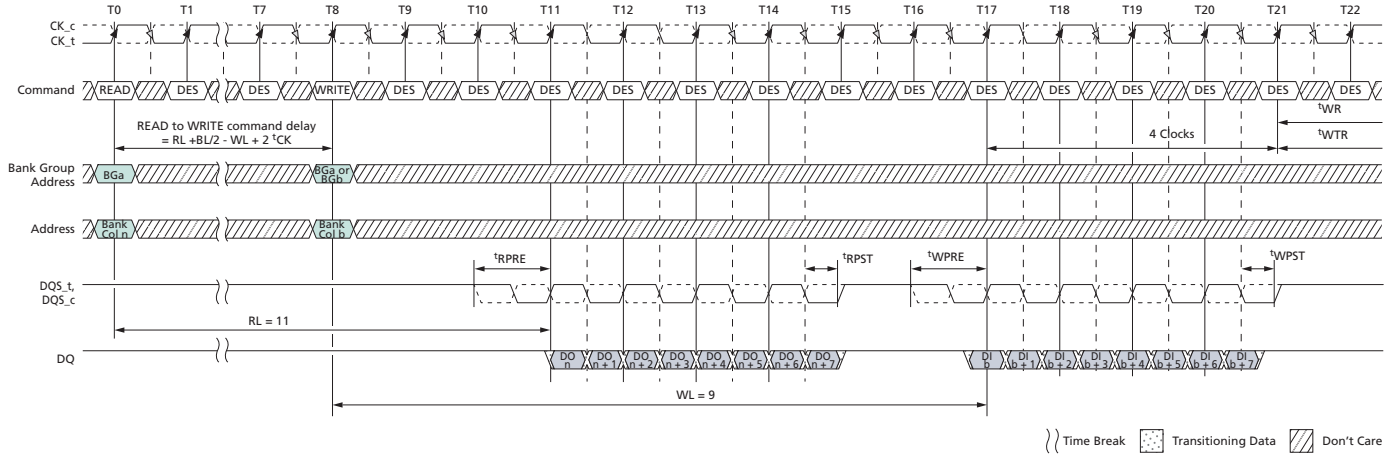 T0 T1 T7 T8 T9 T10 T11 T12 T13 T14 T15 T16 T17 T18 T19 T20 T21 T22
CK_c
CK_t
Command READ DES DES WRITE DES DES DES DES DES DES DES DES DES DES DES DES DES DES
tWR
READ to WRITE command delay
= RL +BL/2 - WL + 2 tCK
4 Clocks
tWTR
Bank Group
Address
BGa
BGa or
BGb
Address
Bank
Col n
Bank
Col b
tRPRE tRPST tWPRE tWPST
DQS_t,
DQS_c
RL = 11
DQ
DO
n
DO
n + 1
DO
n + 2
DO
n + 3
DO
n + 4
DO
n + 5
DO
n + 6
DO
n + 7
DI
b
DI
b + 1
DI
b + 2
DI
b + 3
DI
b + 4
DI
b + 5
DI
b + 6
DI
b + 7
WL = 9
Time Break Transitioning Data Don't Care